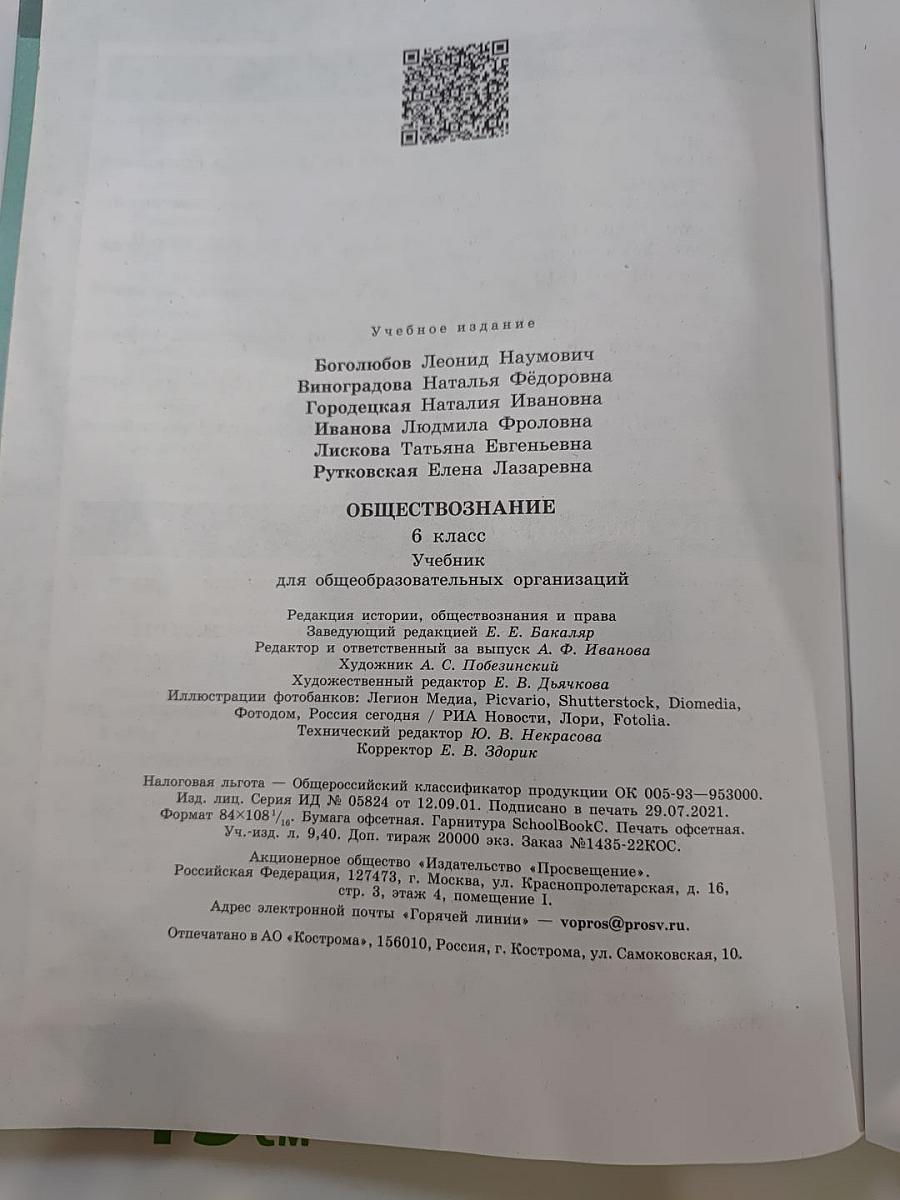 Учебное издание
Боголюбов Леонид Наумович
Виноградова Наталья Фёдоровна
Городецкая Наталия Ивановна
Иванова Людмила Фроловна
Лискова Татьяна Евгеньевна
Рутковская Елена Лазаревна
ОБЩЕСТВОЗНАНИЕ
6 класс
Учебник
для общеобразовательных организаций
Редакция истории, обществознания и права
Заведующий редакцией Е. Е. Бакаляр
Редактор и ответственный за выпуск А. Ф. Иванова
Художник А. С. Побезинский
Художественный редактор Е. В. Дьячкова
Иллюстрации фотобанков: Легион Медиа, Picvario, Shutterstock, Diomedia,
Фотодом, Россия сегодня / РИА Новости, Лори, Fotolia.
Технический редактор Ю. В. Некрасова
Корректор Е. В. Здорик
Налоговая льгота — Общероссийский классификатор продукции ОК 005-93—953000.
Изд. лиц. Серия ИД № 05824 от 12.09.01. Подписано в печать 29.07.2021.
Формат 84×108 1/16. Бумага офсетная. Гарнитура SchoolBookC. Печать офсетная.
Уч.-изд. л. 9,40. Доп. тираж 20000 экз. Заказ №1435-22КОС.
Акционерное общество «Издательство «Просвещение».
Российская Федерация, 127473, г. Москва, ул. Краснопролетарская, д. 16,
стр. 3, этаж 4, помещение I.
Адрес электронной почты «Горячей линии» — vopros@prosv.ru.
Отпечатано в АО «Кострома», 156010, Россия, г. Кострома, ул. Самоковская, 10.
см